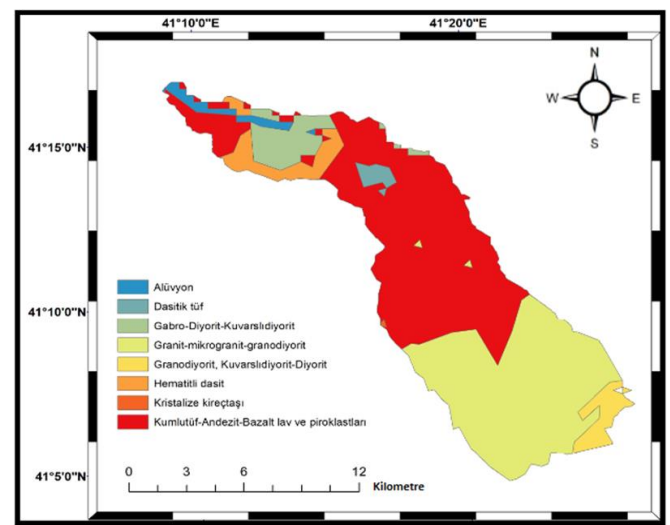 41°10'0"E 41°20'0"E
N
W E
S
41°15'0"N
41°10'0"N
41°5'0"N
Alüvyon
Dasitik tüf
Gabro-Diyorit-Kuvarslıdiyorit
Granit-mikrogranit-granodiyorit
Granodiyorit, Kuvarslıdiyorit-Diyorit
Hematitli dasit
Kristalize kireçtaşı
Kumlutüf-Andezit-Bazalt lav ve piroklastları
0 3 6 12
Kilometre